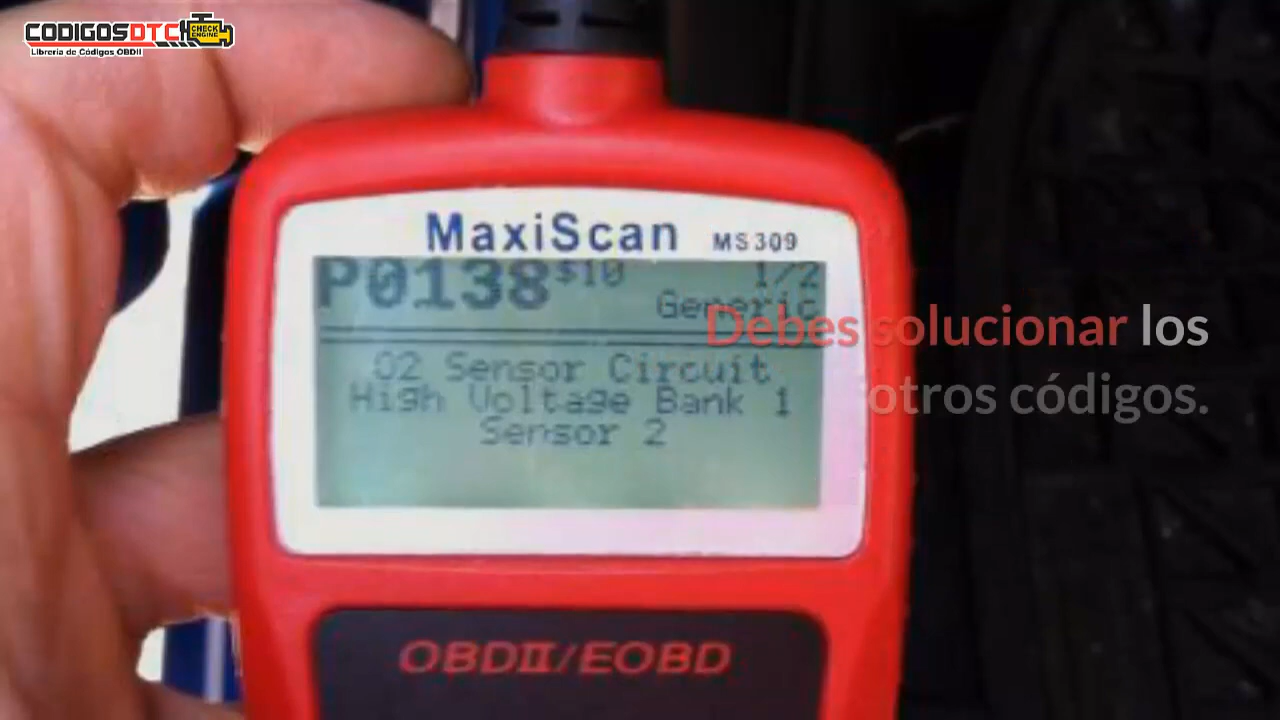 CODIGOSDTC
CHECK
ENGINE
Librería de Códigos OBDII
MaxiScan MS309
P0138 $10 1/2
Generic
O2 Sensor Circuit
High Voltage Bank 1
Sensor 2
Debes solucionar los
otros códigos.
OBDII/EOBD